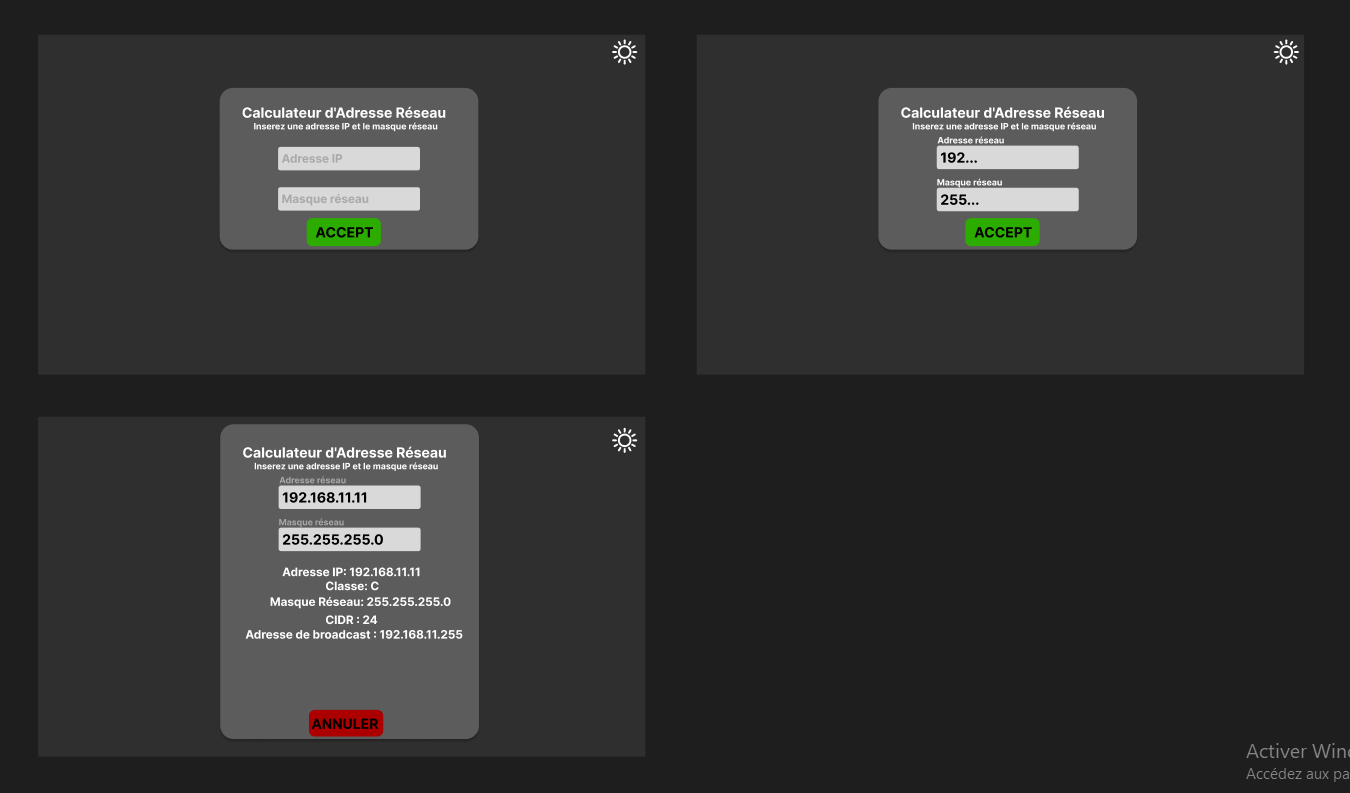 Calculateur d'Adresse Réseau
Inserez une adresse IP et le masque réseau
Adresse IP
Masque réseau
ACCEPT
Calculateur d'Adresse Réseau
Inserez une adresse IP et le masque réseau
Adresse réseau
192...
Masque réseau
255...
ACCEPT
Calculateur d'Adresse Réseau
Inserez une adresse IP et le masque réseau
Adresse réseau
192.168.11.11
Masque réseau
255.255.255.0
Adresse IP: 192.168.11.11
Classe: C
Masque Réseau: 255.255.255.0
CIDR : 24
Adresse de broadcast : 192.168.11.255
ANNULER
Activer Win
Accédez aux pa